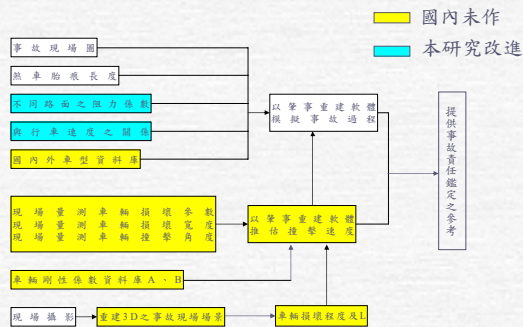 國內未作
本研究改進
事故現場圖
煞車胎痕長度
不同路面之阻力係數
與行車速度之關係
國內外車型資料庫
以肇事重建軟體
模擬事故過程
提供事故責任鑑定之參考
現場量測車輛損壞參數
現場量測車輛損壞寬度
現場量測車輛撞擊角度
以肇事重建軟體
推估撞擊速度
車輛剛性係數資料庫A、B
現場攝影
重建3D之事故現場場景
車輛損壞程度及L